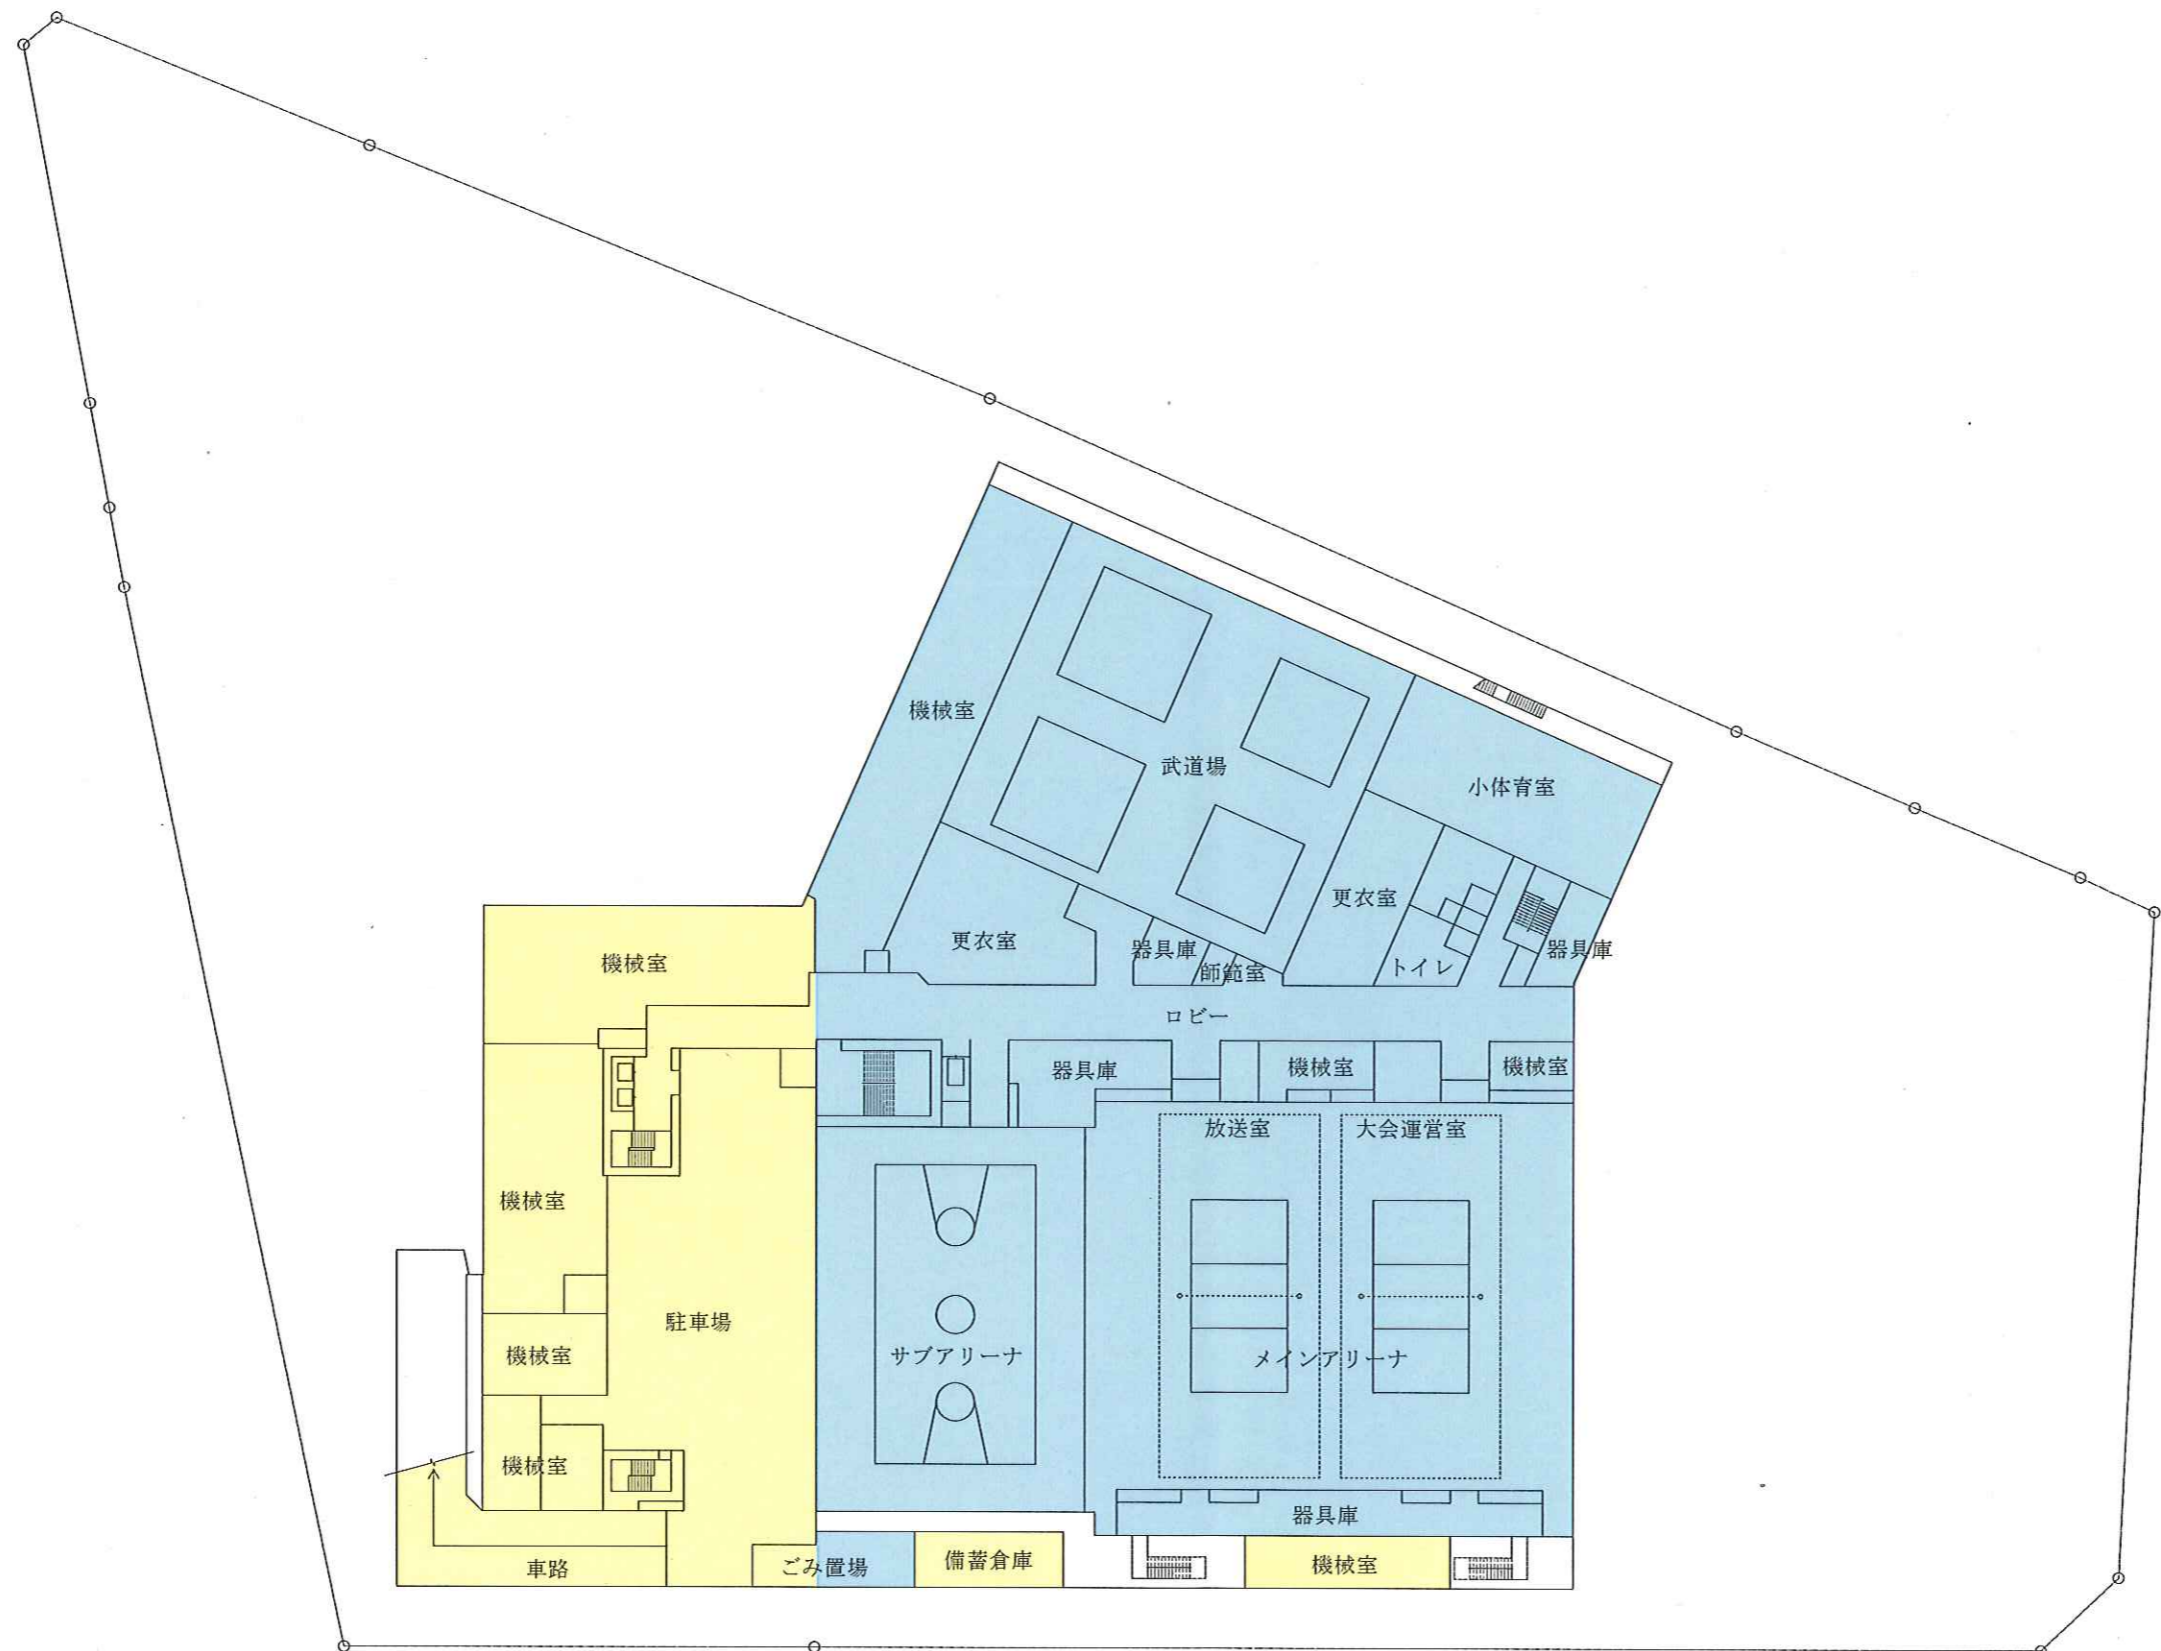 機械室
武道場
小体育室
更衣室
更衣室
器具庫
器具庫
機械室
師範室
トイレ
ロビー
器具庫
機械室
機械室
放送室
大会運営室
機械室
駐車場
機械室
サブアリーナ
メインアリーナ
機械室
器具庫
車路
ごみ置場
備蓄倉庫
機械室